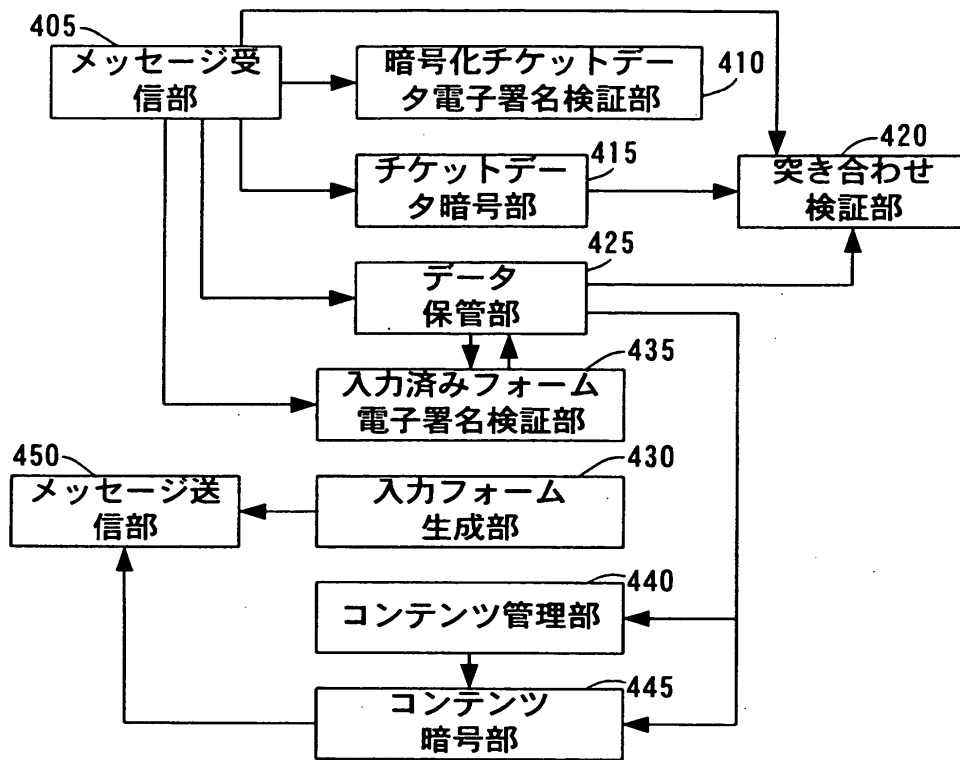 405
メッセージ受
信部
暗号化チケットデー
タ電子署名検証部
410
チケットデー
タ暗号部
415
突き合わせ
検証部
420
データ
保管部
425
入力済みフォーム
電子署名検証部
435
450
メッセージ送
信部
入力フォーム
生成部
430
コンテンツ管理部
440
コンテンツ
暗号部
445